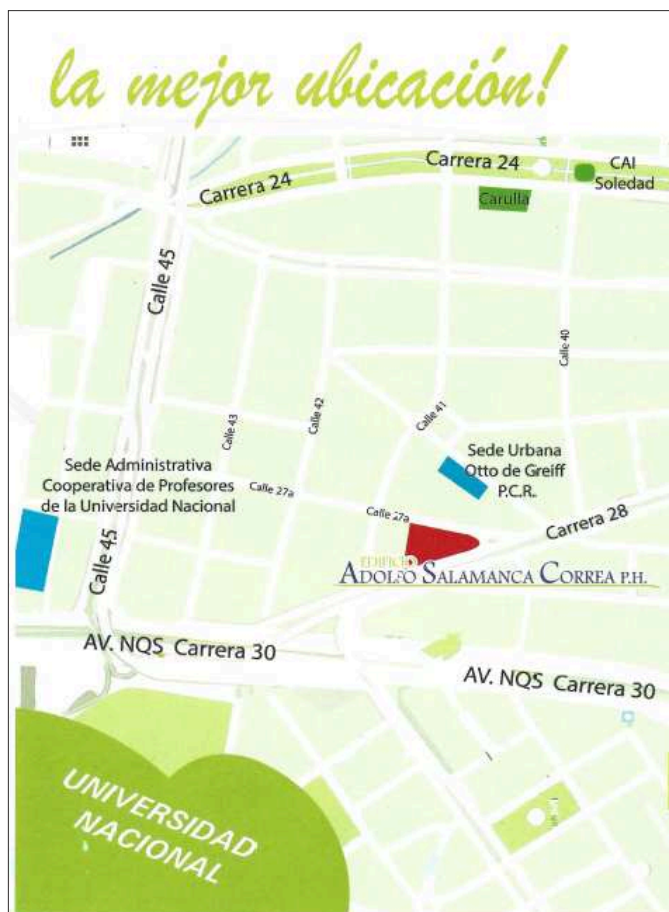 la mejor ubicación!
Carrera 24
Carrera 24
CAI
Soledad
Carulla
Calle 45
Calle 40
Calle 43
Calle 42
Calle 41
Sede Administrativa
Cooperativa de Profesores
de la Universidad Nacional
Sede Urbana
Otto de Greiff
P.C.R.
Calle 27a
Calle 27a
Carrera 28
Calle 45
EDIFICIO
ADOLFO SALAMANCA CORREA P.H.
AV. NQS Carrera 30
AV. NQS Carrera 30
UNIVERSIDAD
NACIONAL